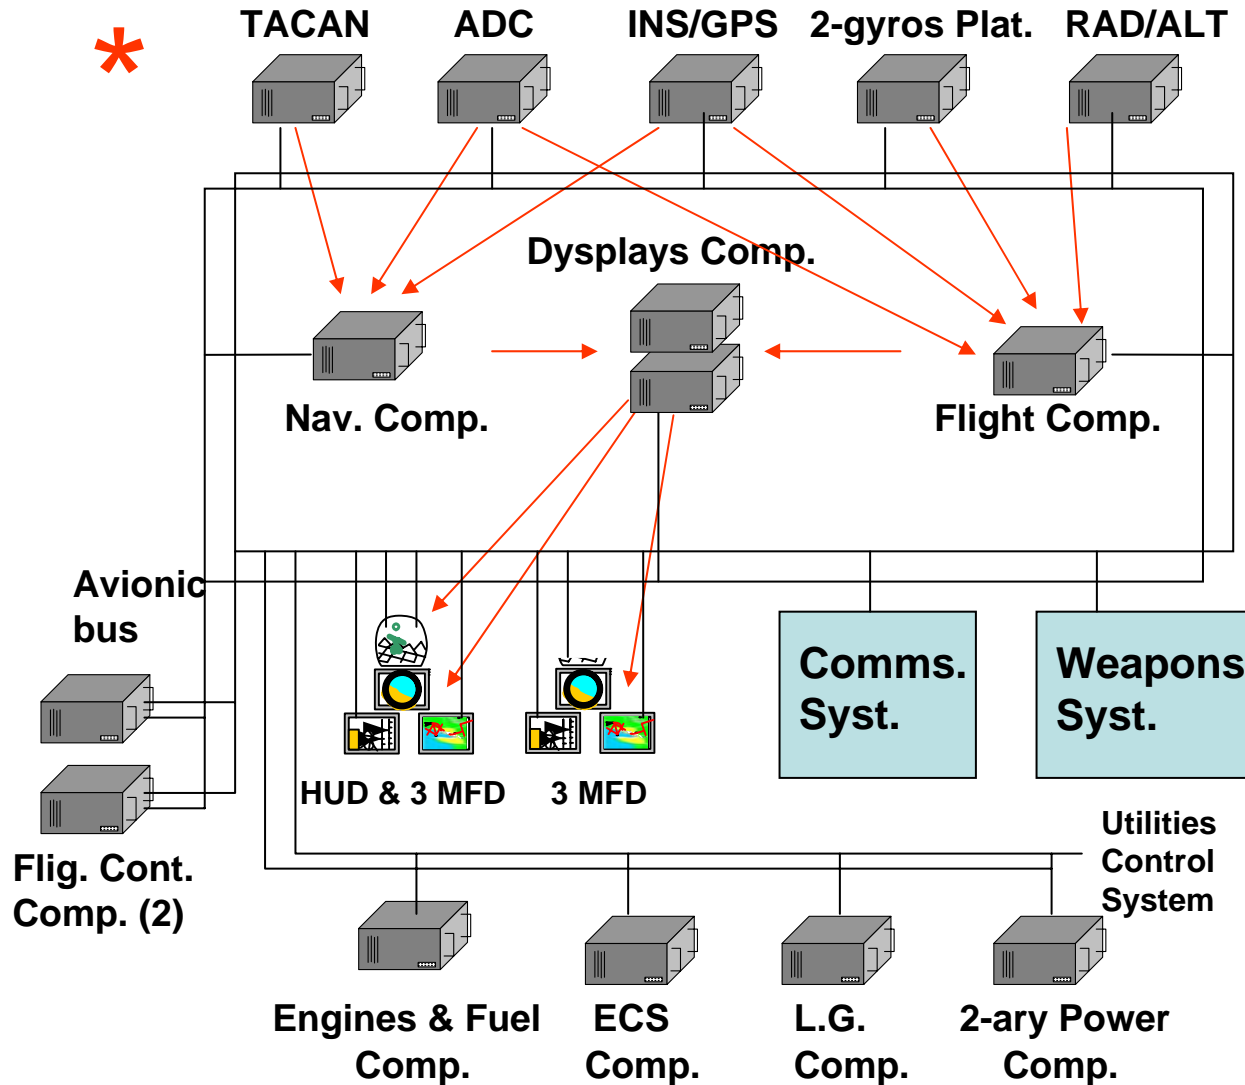 *
TACAN
ADC
INS/GPS
2-gyros Plat.
RAD/ALT
Dysplays Comp.
Nav. Comp.
Flight Comp.
Avionic
bus
Comms.
Syst.
Weapons
Syst.
HUD & 3 MFD
3 MFD
Flig. Cont.
Comp. (2)
Utilities
Control
System
Engines & Fuel
Comp.
ECS
Comp.
L.G.
Comp.
2-ary Power
Comp.